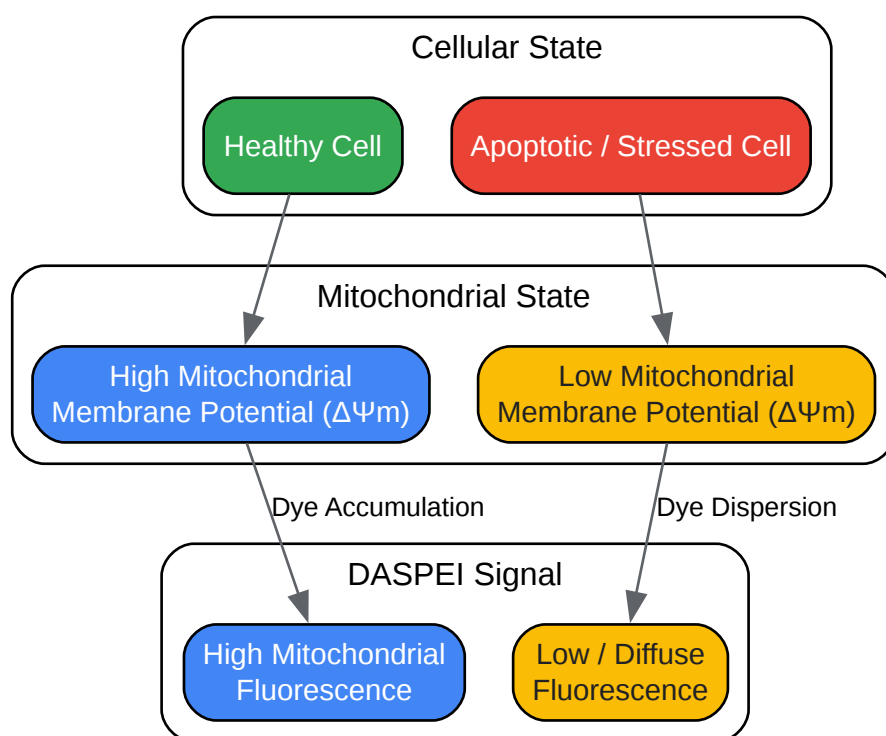 Cellular State
Healthy Cell
Apoptotic / Stressed Cell
Mitochondrial State
High Mitochondrial
Membrane Potential (ΔΨm)
Low Mitochondrial
Membrane Potential (ΔΨm)
Dye Accumulation
Dye Dispersion
DASPEI Signal
High Mitochondrial
Fluorescence
Low / Diffuse
Fluorescence